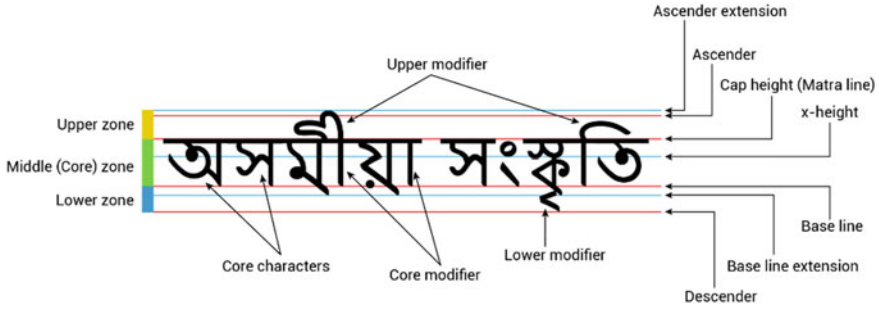 Ascender extension
Ascender
Upper modifier
Cap height (Matra line)
x-height
Upper zone
Middle (Core) zone
Lower zone
অসমীয়া সংস্কৃতি
Base line
Core characters
Core modifier
Lower modifier
Base line extension
Descender